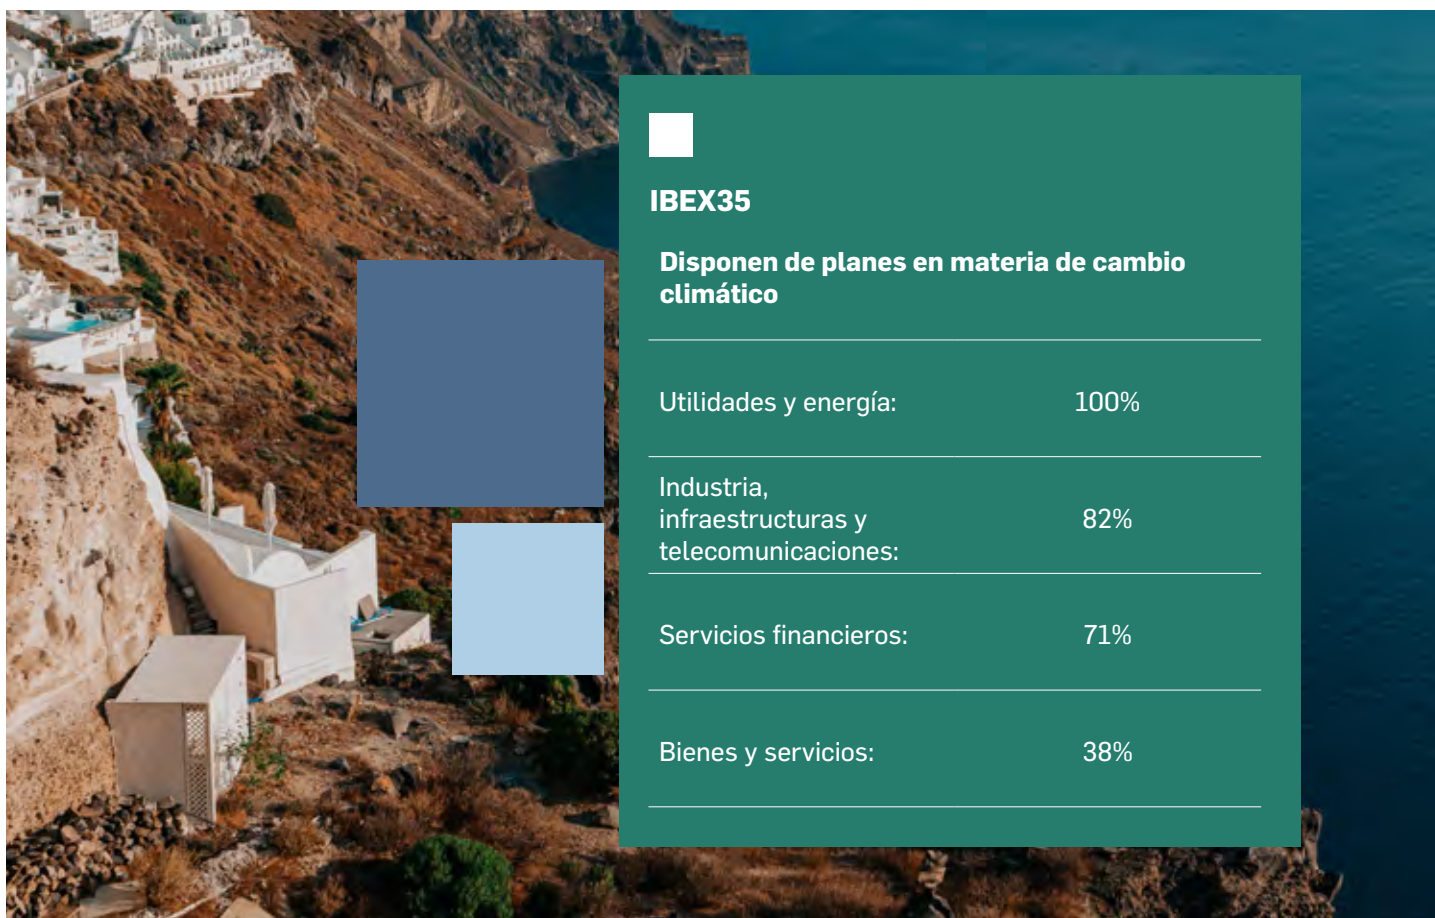 IBEX35
Disponen de planes en materia de cambio
climático
Utilidades y energía: 100%
Industria,
infraestructuras y
telecomunicaciones: 82%
Servicios financieros: 71%
Bienes y servicios: 38%